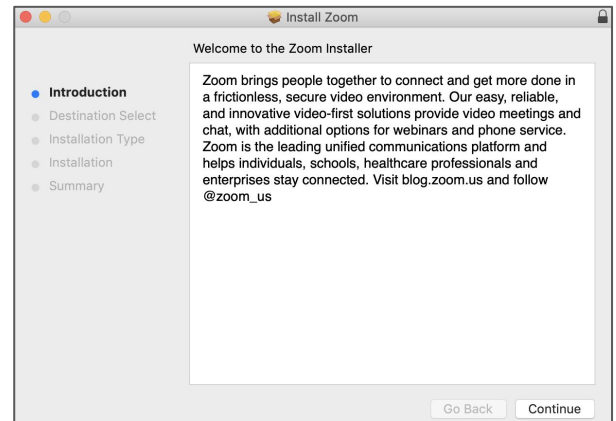 Install Zoom
Welcome to the Zoom Installer
Introduction
Destination Select
Installation Type
Installation
Summary
Zoom brings people together to connect and get more done in
a frictionless, secure video environment. Our easy, reliable,
and innovative video-first solutions provide video meetings and
chat, with additional options for webinars and phone service.
Zoom is the leading unified communications platform and
helps individuals, schools, healthcare professionals and
enterprises stay connected. Visit blog.zoom.us and follow
@zoom_us
Go Back
Continue